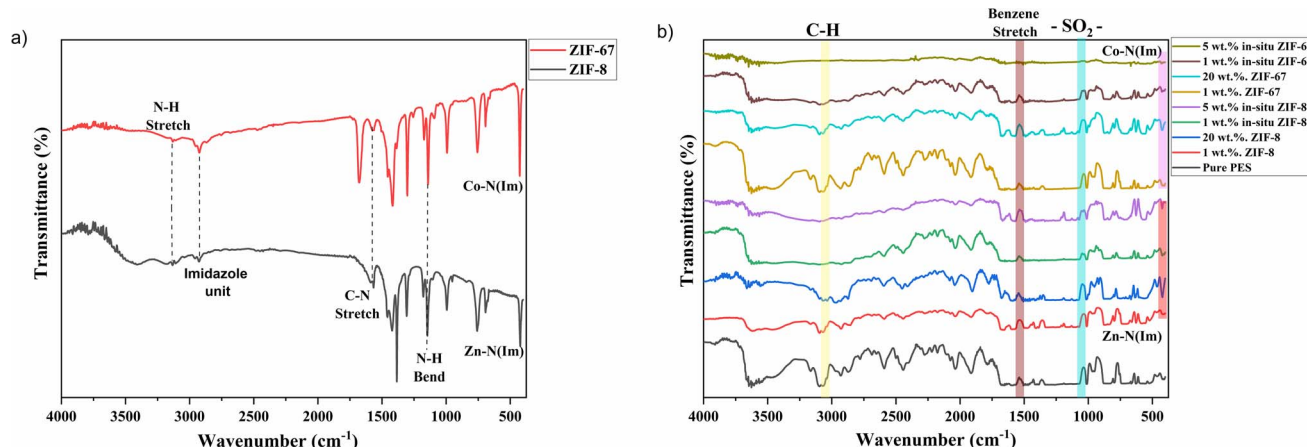 a)
ZIF-67
ZIF-8
N-H
Stretch
Imidazole
unit
C-N
Stretch
N-H
Bend
Co-N(Im)
Zn-N(Im)
Transmittance (%)
4000 3500 3000 2500 2000 1500 1000 500
Wavenumber (cm-1)
b)
C-H
Benzene
Stretch
- SO2 -
Co-N(Im)
5 wt.% in-situ ZIF-6
1 wt.% in-situ ZIF-6
20 wt.%. ZIF-67
1 wt.%. ZIF-67
5 wt.% in-situ ZIF-8
1 wt.% in-situ ZIF-8
20 wt.%. ZIF-8
1 wt.%. ZIF-8
Pure PES
Zn-N(Im)
Transmittance (%)
4000 3500 3000 2500 2000 1500 1000 500
Wavenumber (cm-1)